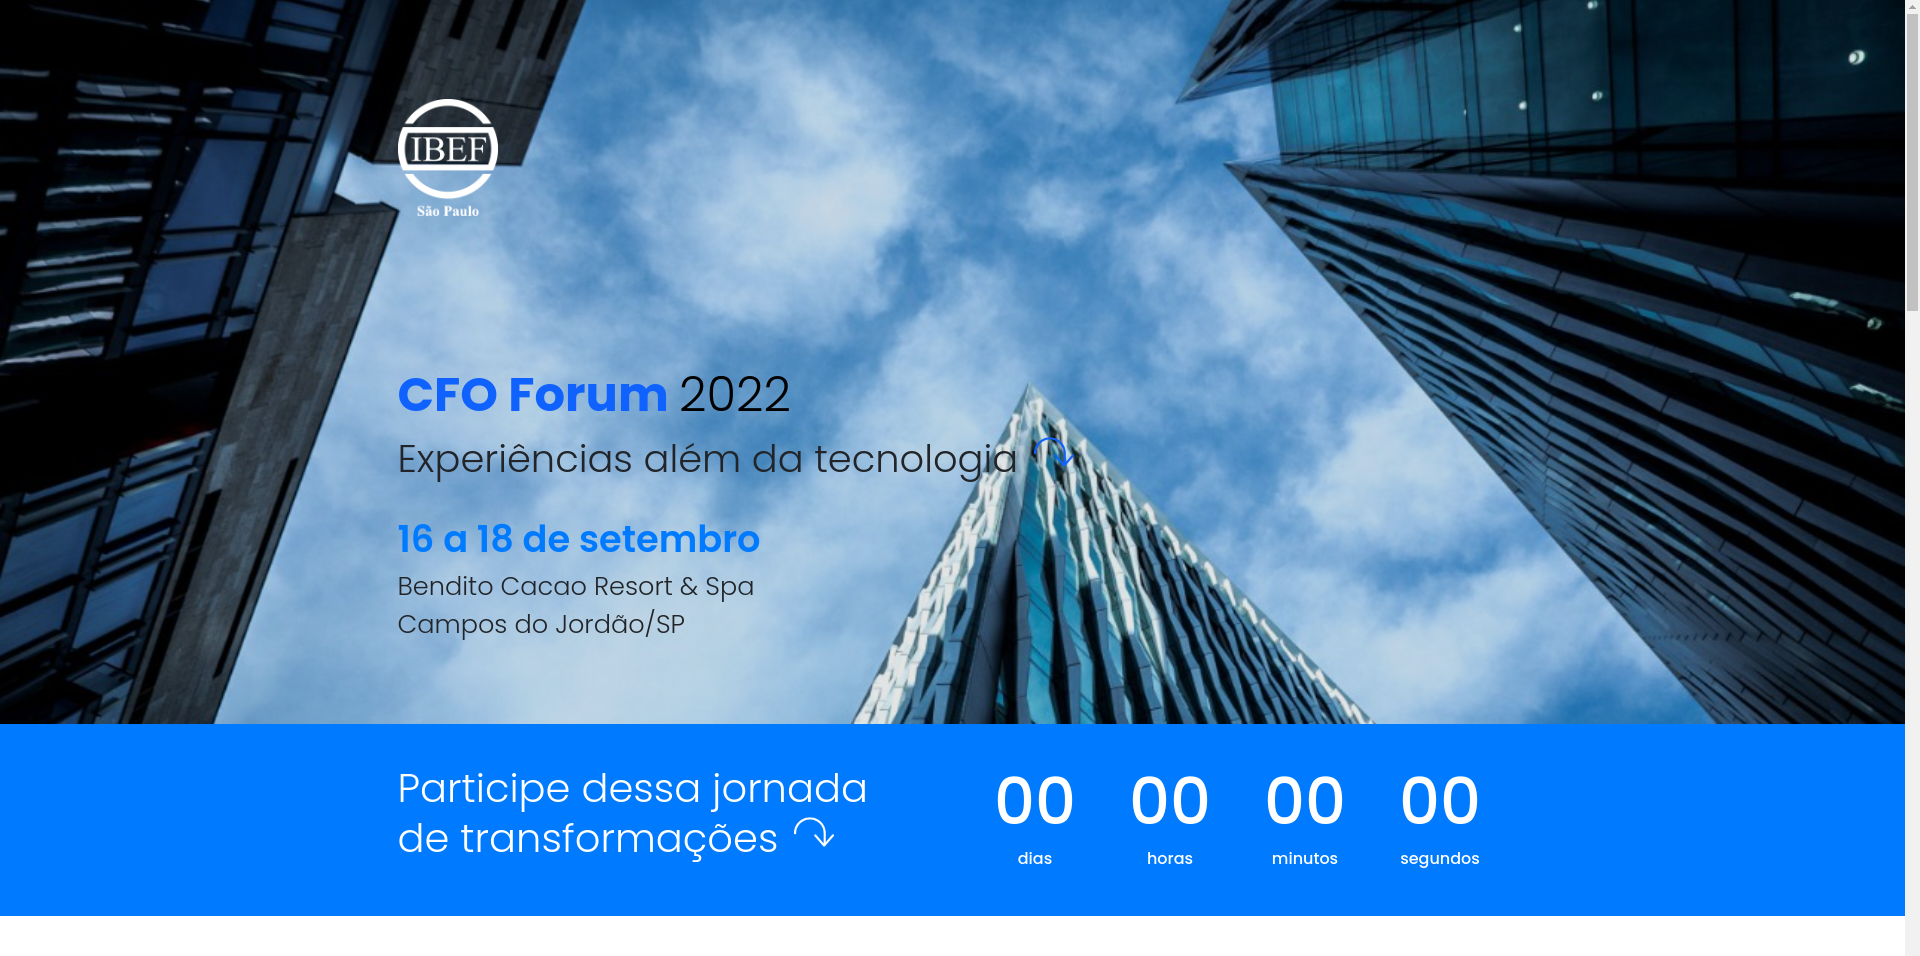 IBEF
São Paulo
CFO Forum 2022
Experiências além da tecnologia
16 a 18 de setembro
Bendito Cacao Resort & Spa
Campos do Jordão/SP
Participe dessa jornada
de transformações
00 00 00 00
dias horas minutos segundos